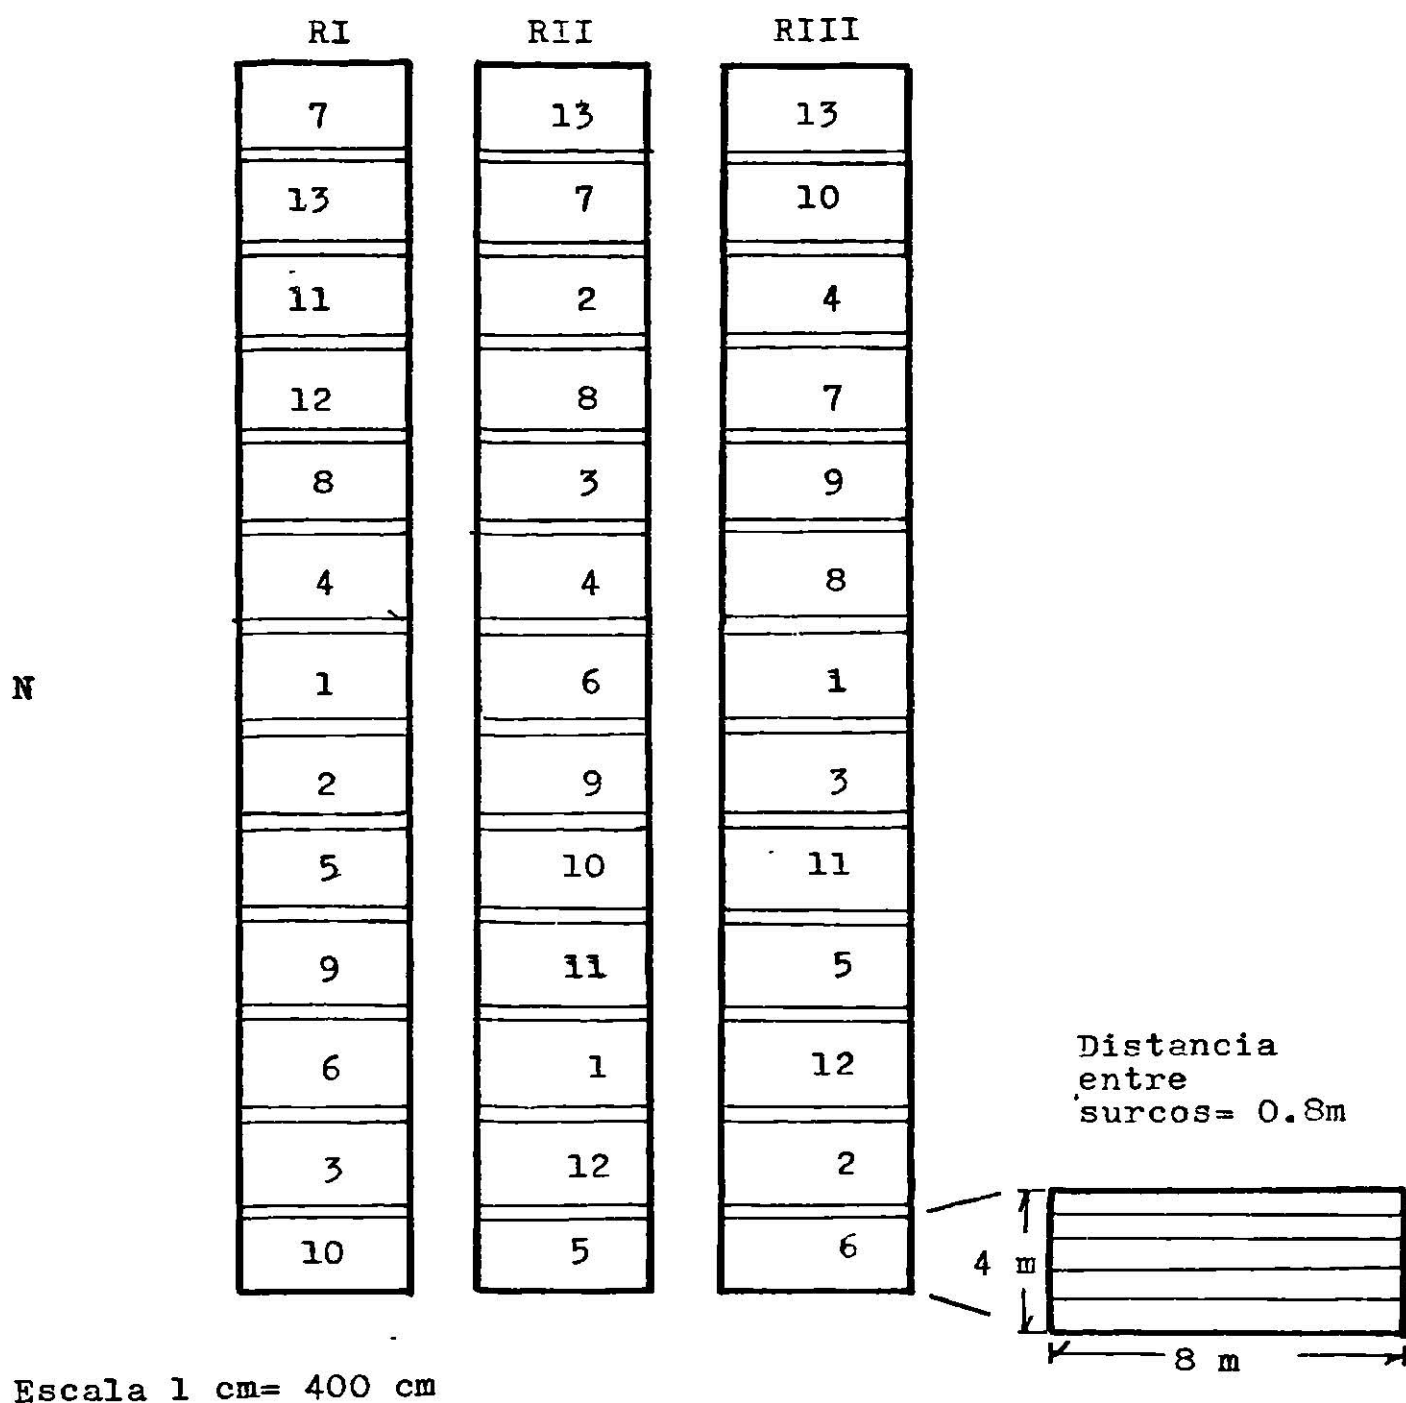 RI RII RIII
7 13 13
13 7 10
11 2 4
12 8 7
8 3 9
4 4 8
N 1 6 1
2 9 3
5 10 11
9 11 5
6 1 12
3 12 2
10 5 6
Distancia
entre
surcos= 0.8m
4 m
8 m
Escala 1 cm= 400 cm